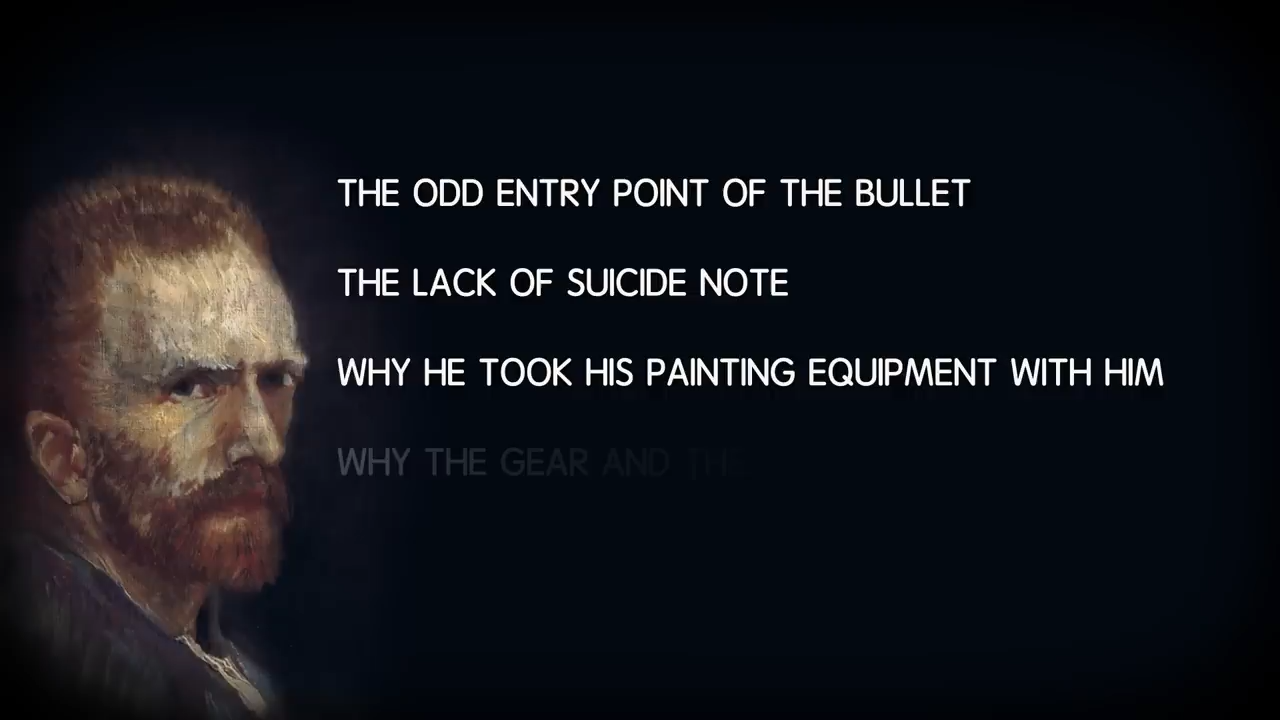 THE ODD ENTRY POINT OF THE BULLET
THE LACK OF SUICIDE NOTE
WHY HE TOOK HIS PAINTING EQUIPMENT WITH HIM
WHY THE GEAR AND THE